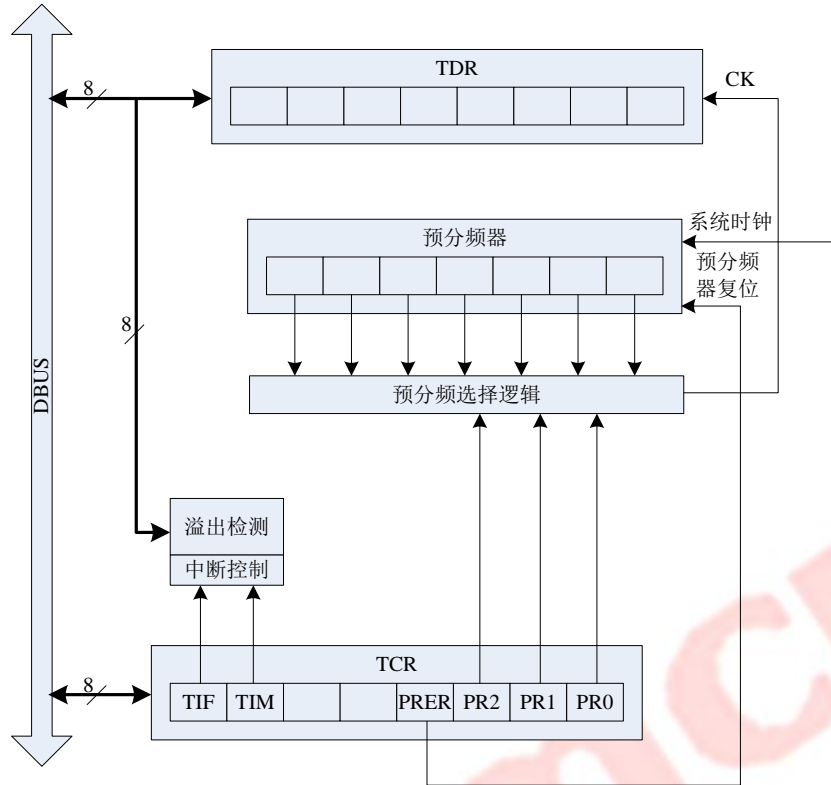 TDR
8
CK
系统时钟
预分频器
预分频
器复位
8
DBUS
预分频选择逻辑
溢出检测
中断控制
TCR
8
TIF TIM PRER PR2 PR1 PR0